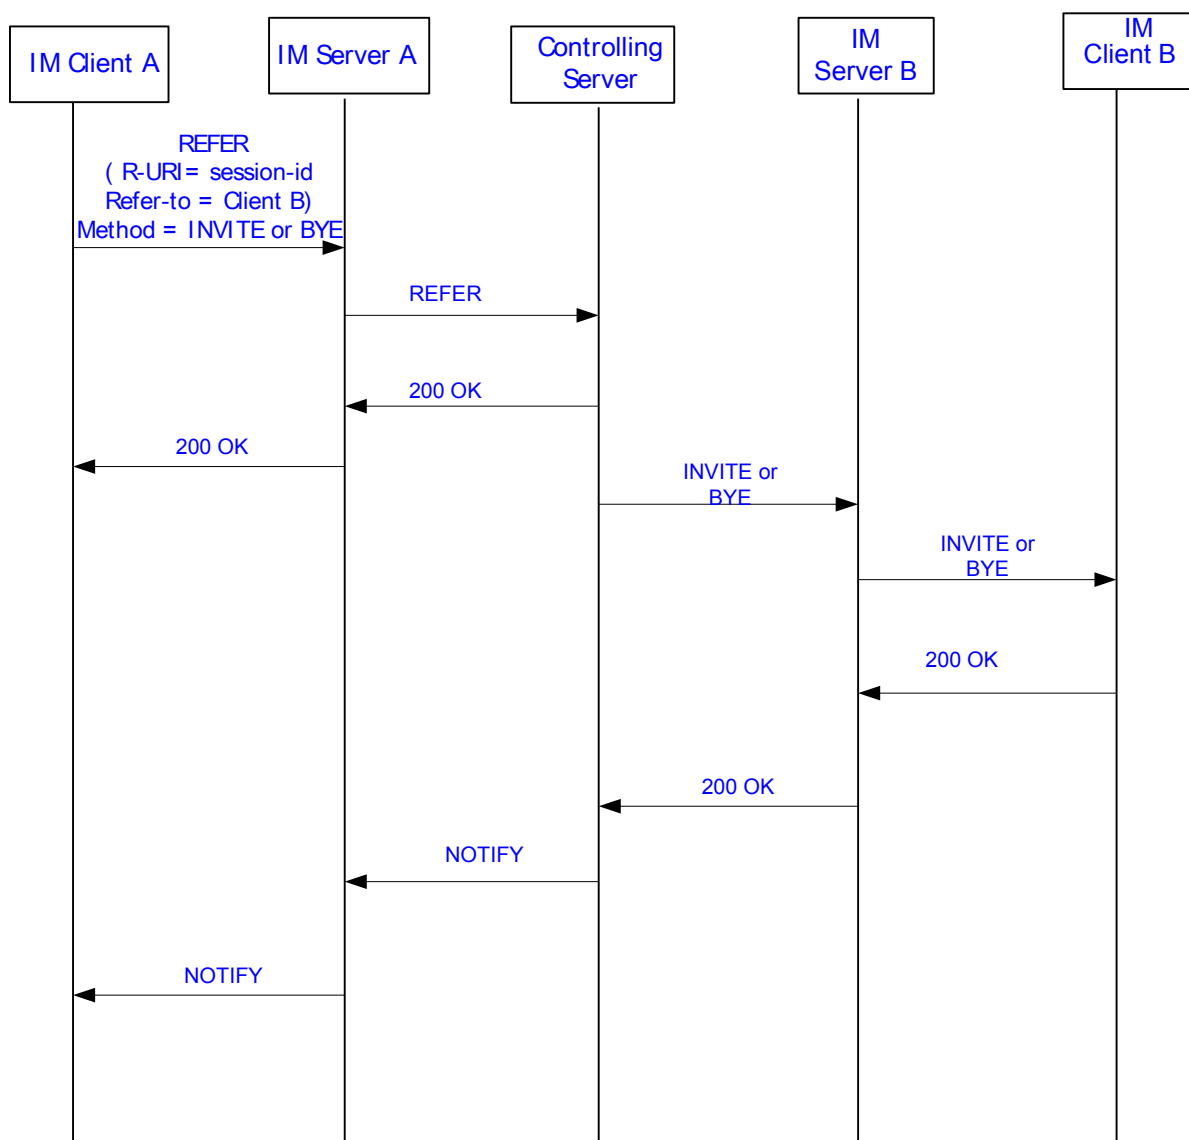 IM Client A
IM Server A
Controlling
Server
IM
Server B
IM
Client B
REFER
( R-URI= session-id
Refer-to = Client B)
Method = INVITE or BYE
REFER
200 OK
200 OK
INVITE or
BYE
INVITE or
BYE
200 OK
200 OK
NOTIFY
NOTIFY